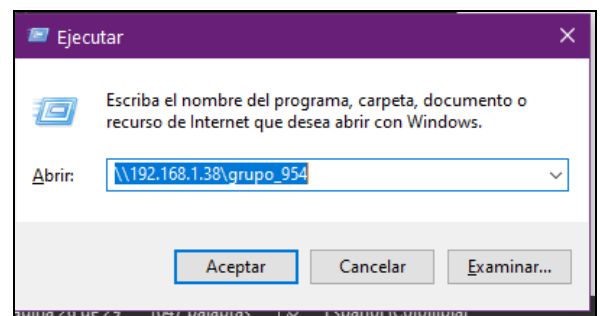 Ejecutar
Escriba el nombre del programa, carpeta, documento o
recurso de Internet que desea abrir con Windows.
Abrir: \\192.168.1.38\grupo_954
Aceptar Cancelar Examinar...